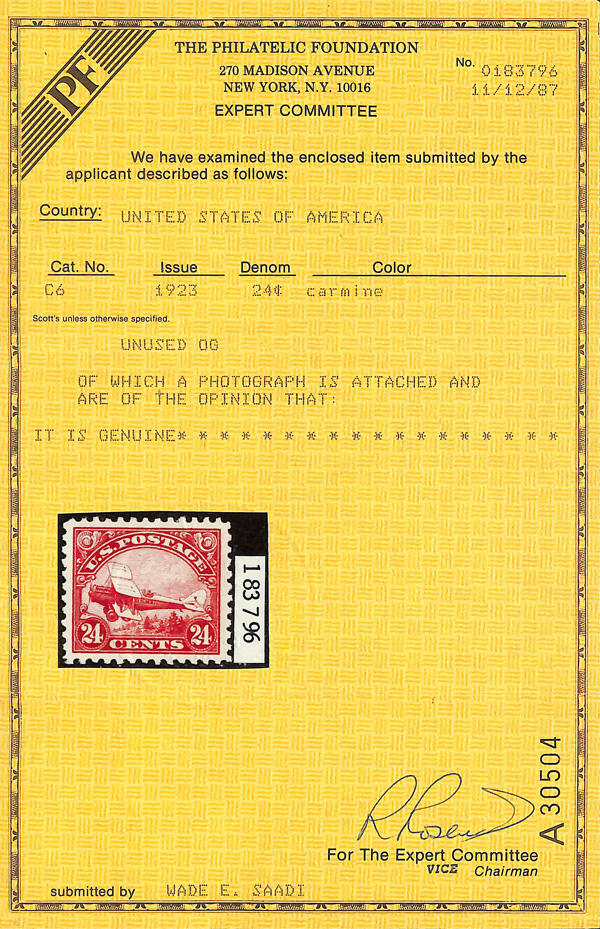 PF
THE PHILATELIC FOUNDATION
270 MADISON AVENUE
NEW YORK, N.Y. 10016
EXPERT COMMITTEE
No. 0183796
11/12/87
We have examined the enclosed item submitted by the
applicant described as follows:
Country: UNITED STATES OF AMERICA
Cat. No. Issue Denom Color
C6 1923 24¢ carmine
Scott's unless otherwise specified.
UNUSED OG
OF WHICH A PHOTOGRAPH IS ATTACHED AND
ARE OF THE OPINION THAT:
IT IS GENUINE* * * * * * * * * * * * * * * * * *
U.S. POSTAGE
24 CENTS 24
183796
A 30504
R. Rosen
For The Expert Committee
VICE Chairman
submitted by WADE E. SAADI